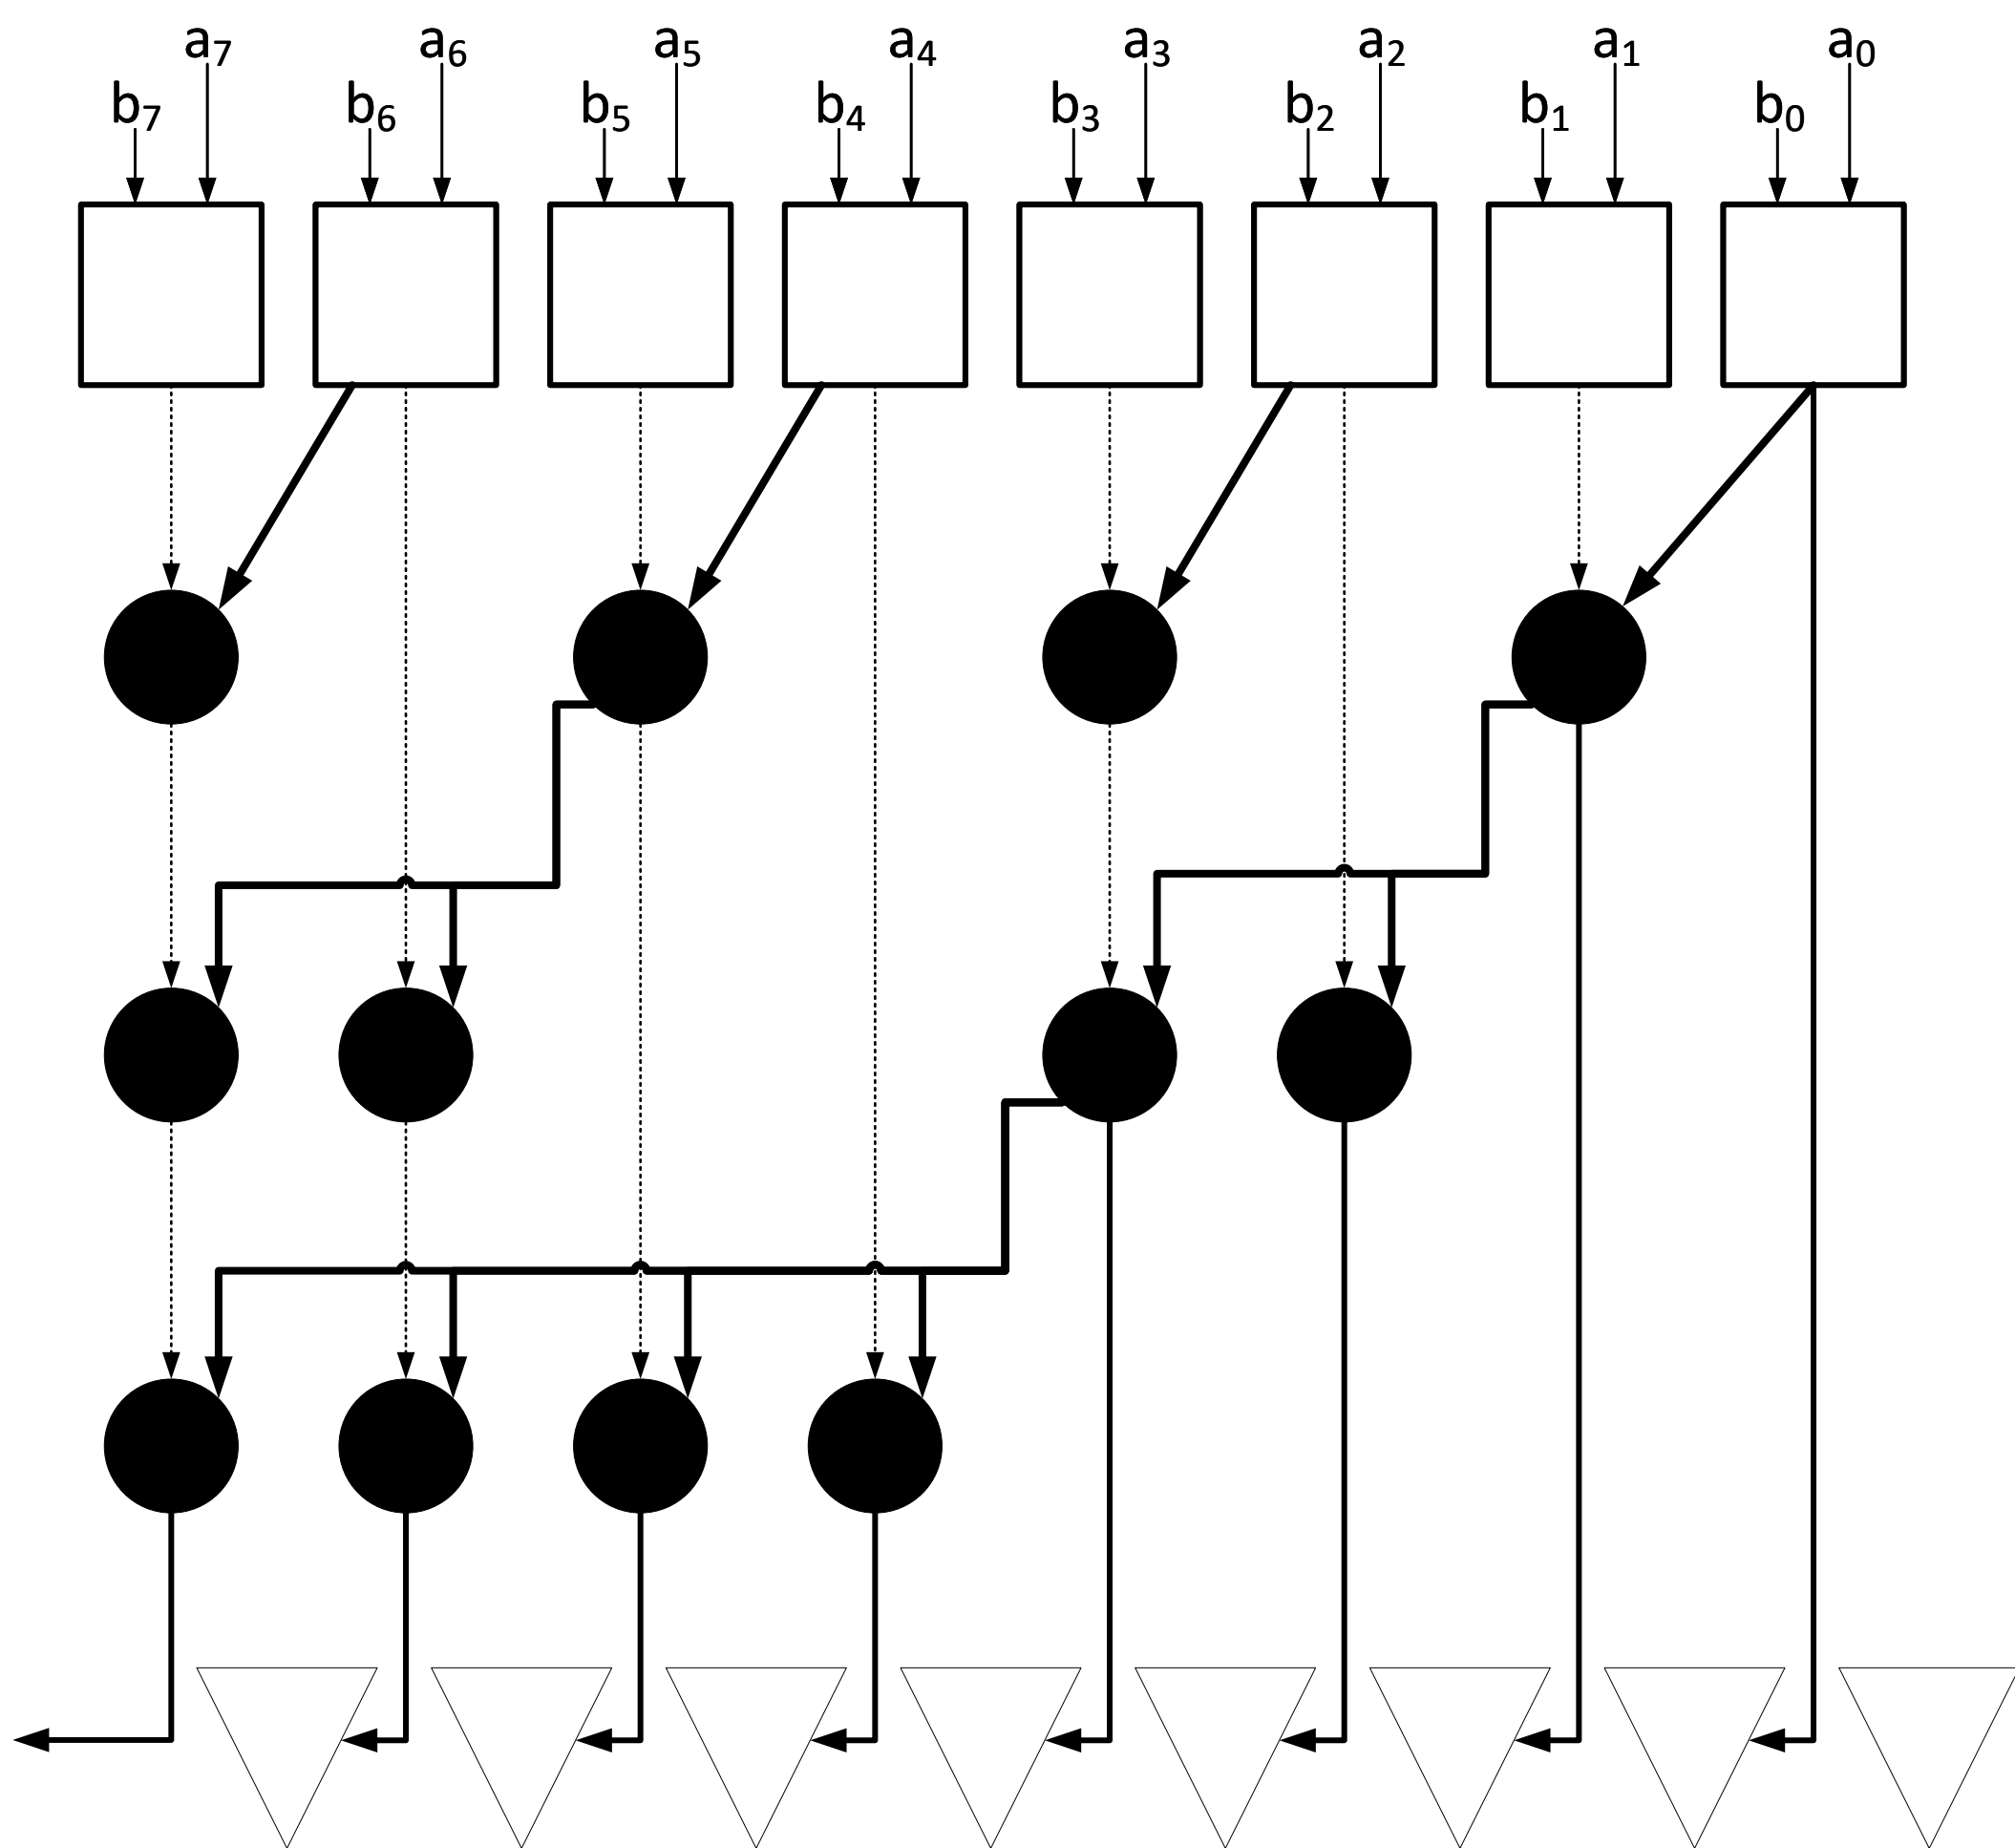 a₇ a₆ a₅ a₄ a₃ a₂ a₁ a₀
b₇ b₆ b₅ b₄ b₃ b₂ b₁ b₀